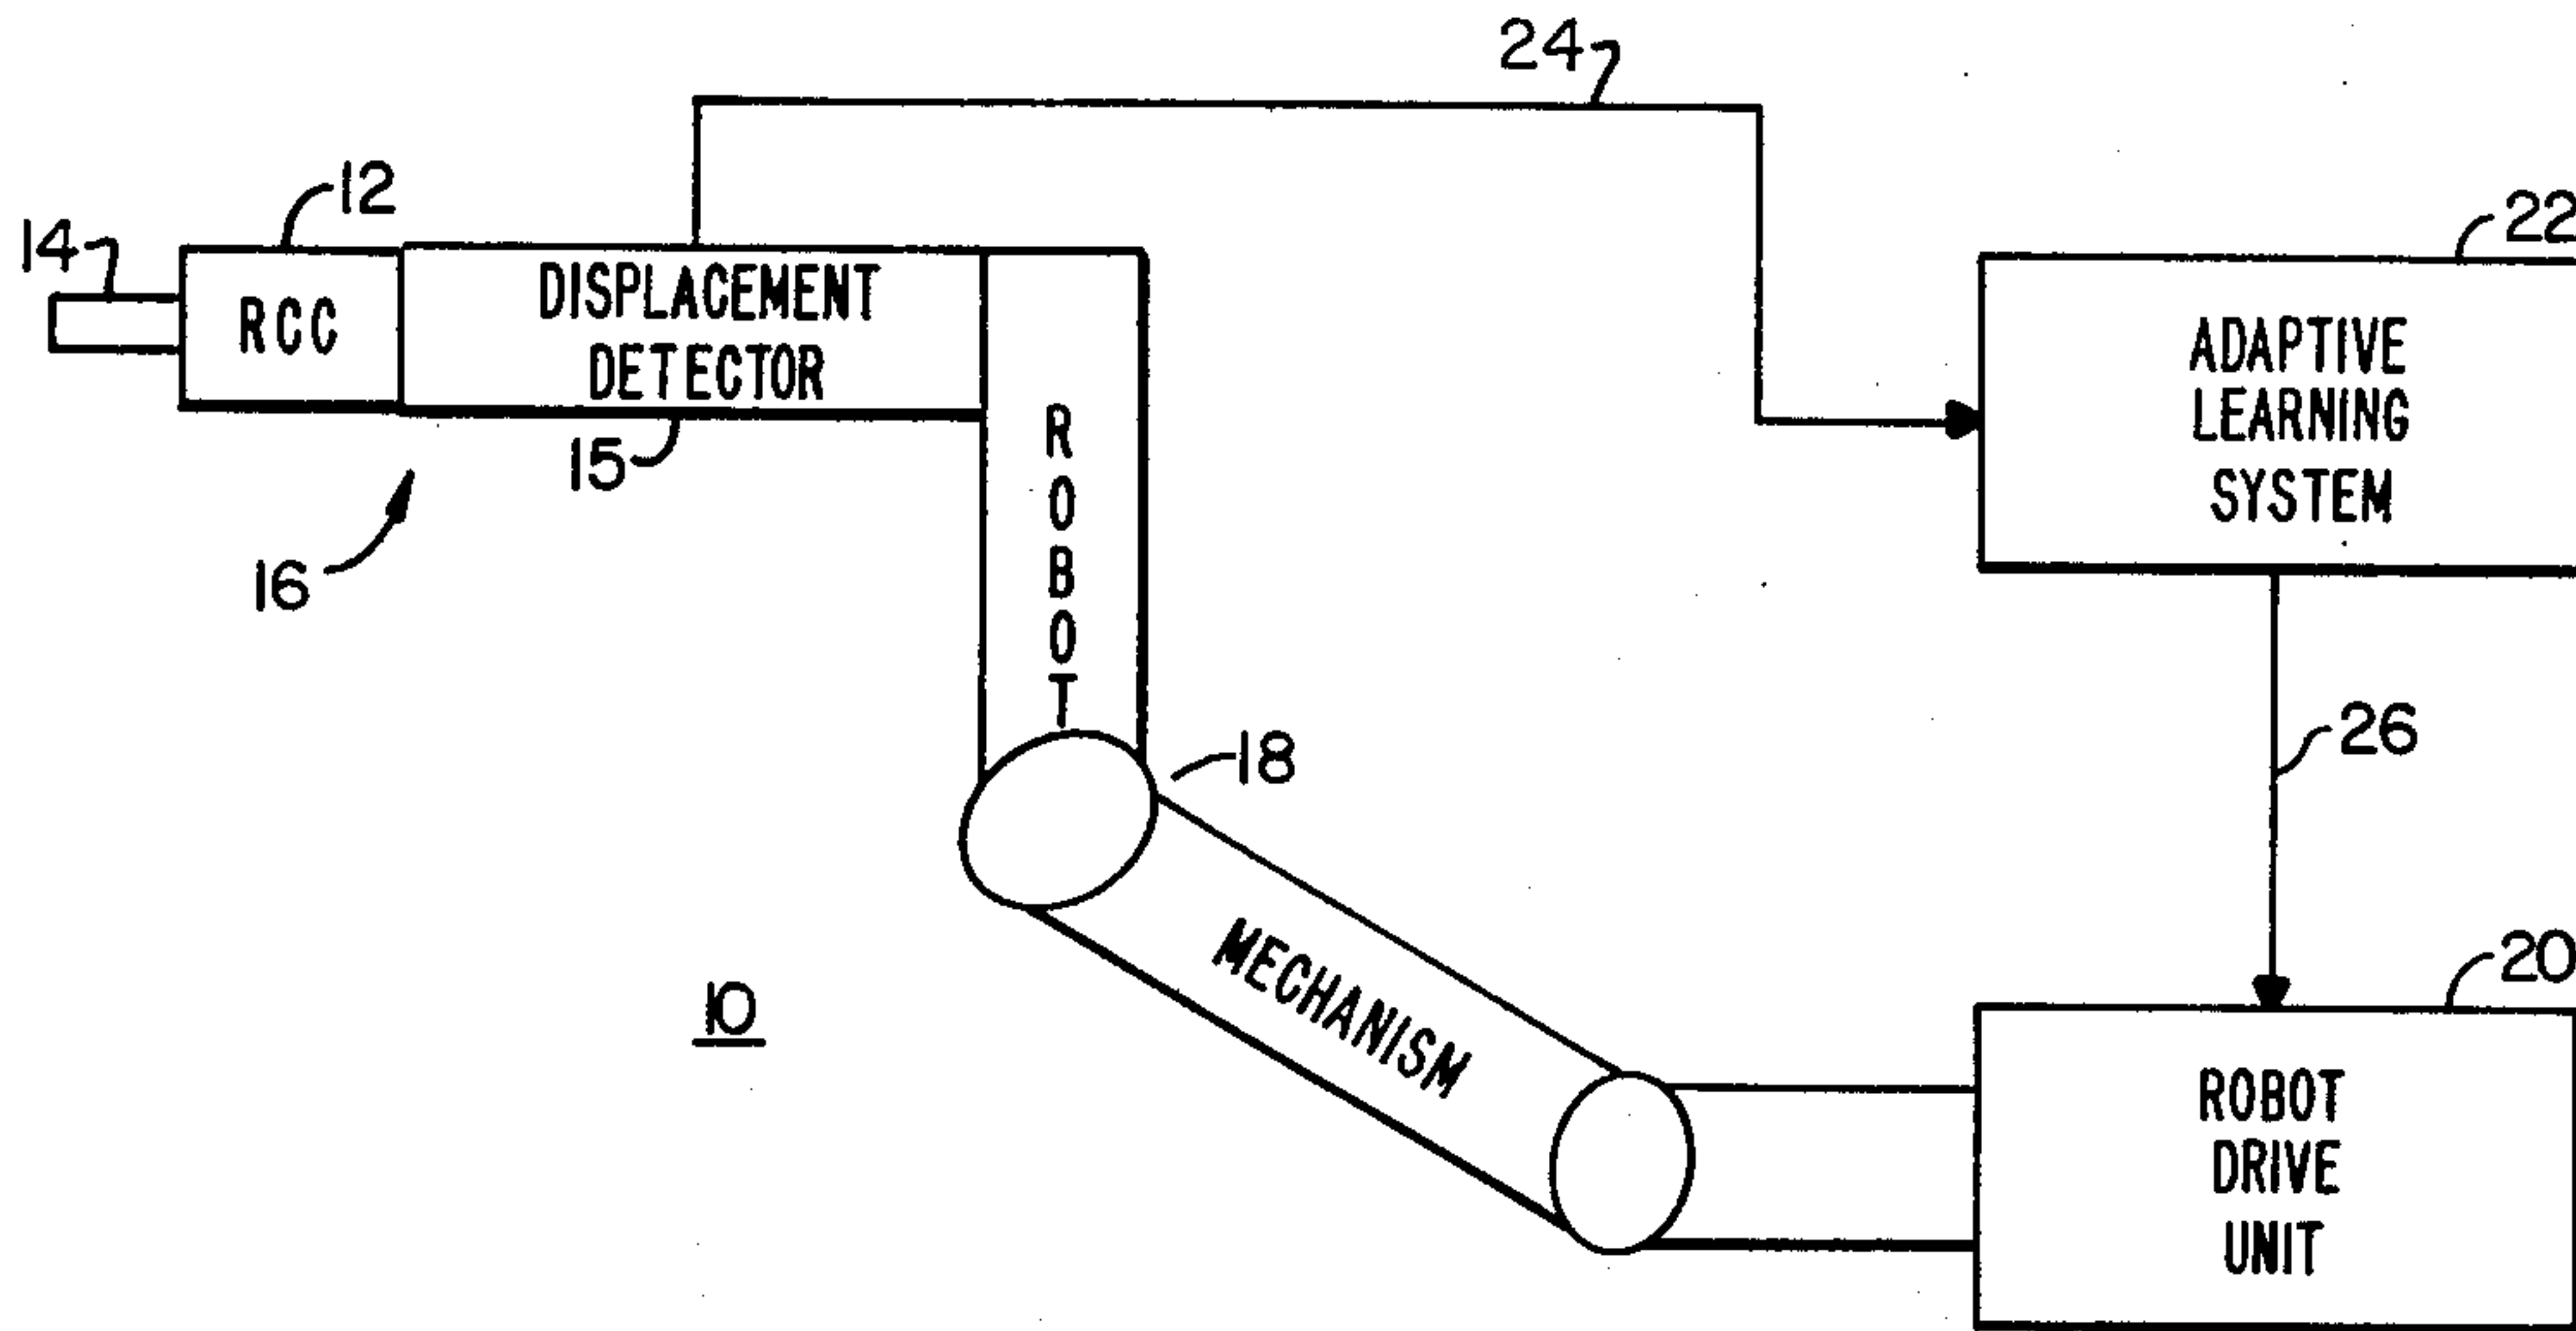 24
12
14
22
RCC
DISPLACEMENT
DETECTOR
ADAPTIVE
LEARNING
SYSTEM
15
16
ROBOT
26
18
MECHANISM
10
20
ROBOT
DRIVE
UNIT